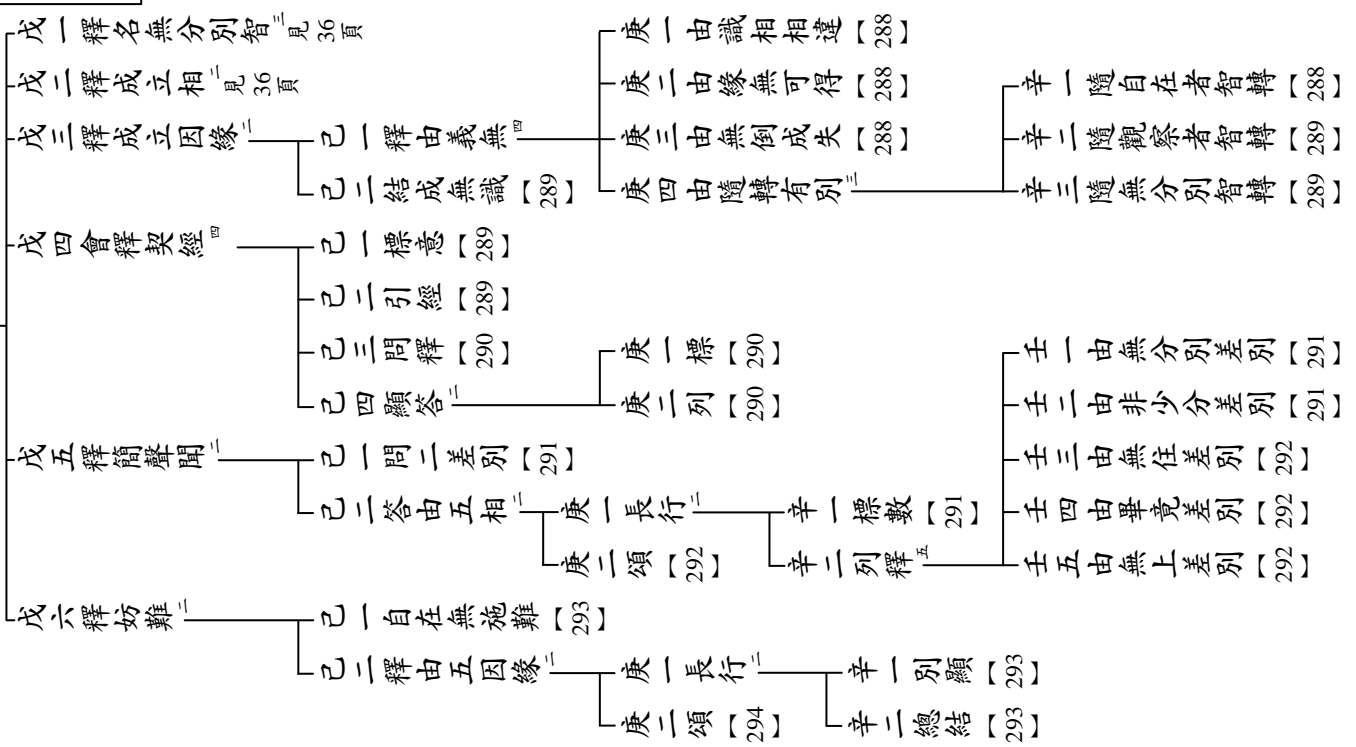 戊一釋名無分別智三見36頁
戊二釋成立相二見36頁
戊三釋成立因緣二
己一釋由義無四
庚一由識相相違【288】
庚二由緣無可得【288】
庚三由無倒成失【288】
庚四由隨轉有別三
辛一隨自在者智轉【288】
辛二隨觀察者智轉【289】
辛三隨無分別智轉【289】
己二結成無識【289】
戊四會釋契經四
己一標意【289】
己二引經【289】
己三問釋【290】
己四顯答二
庚一標【290】
庚二列【290】
戊五釋簡聲聞二
己一問二差別【291】
己二答由五相二
庚一長行二
辛一標數【291】
辛二列釋五
壬一由無分別差別【291】
壬二由非少分差別【291】
壬三由無住差別【292】
壬四由畢竟差別【292】
壬五由無上差別【292】
庚二頌【292】
戊六釋妨難二
己一自在無施難【293】
己二釋由五因緣二
庚一長行二
辛一別顯【293】
辛二總結【293】
庚二頌【294】